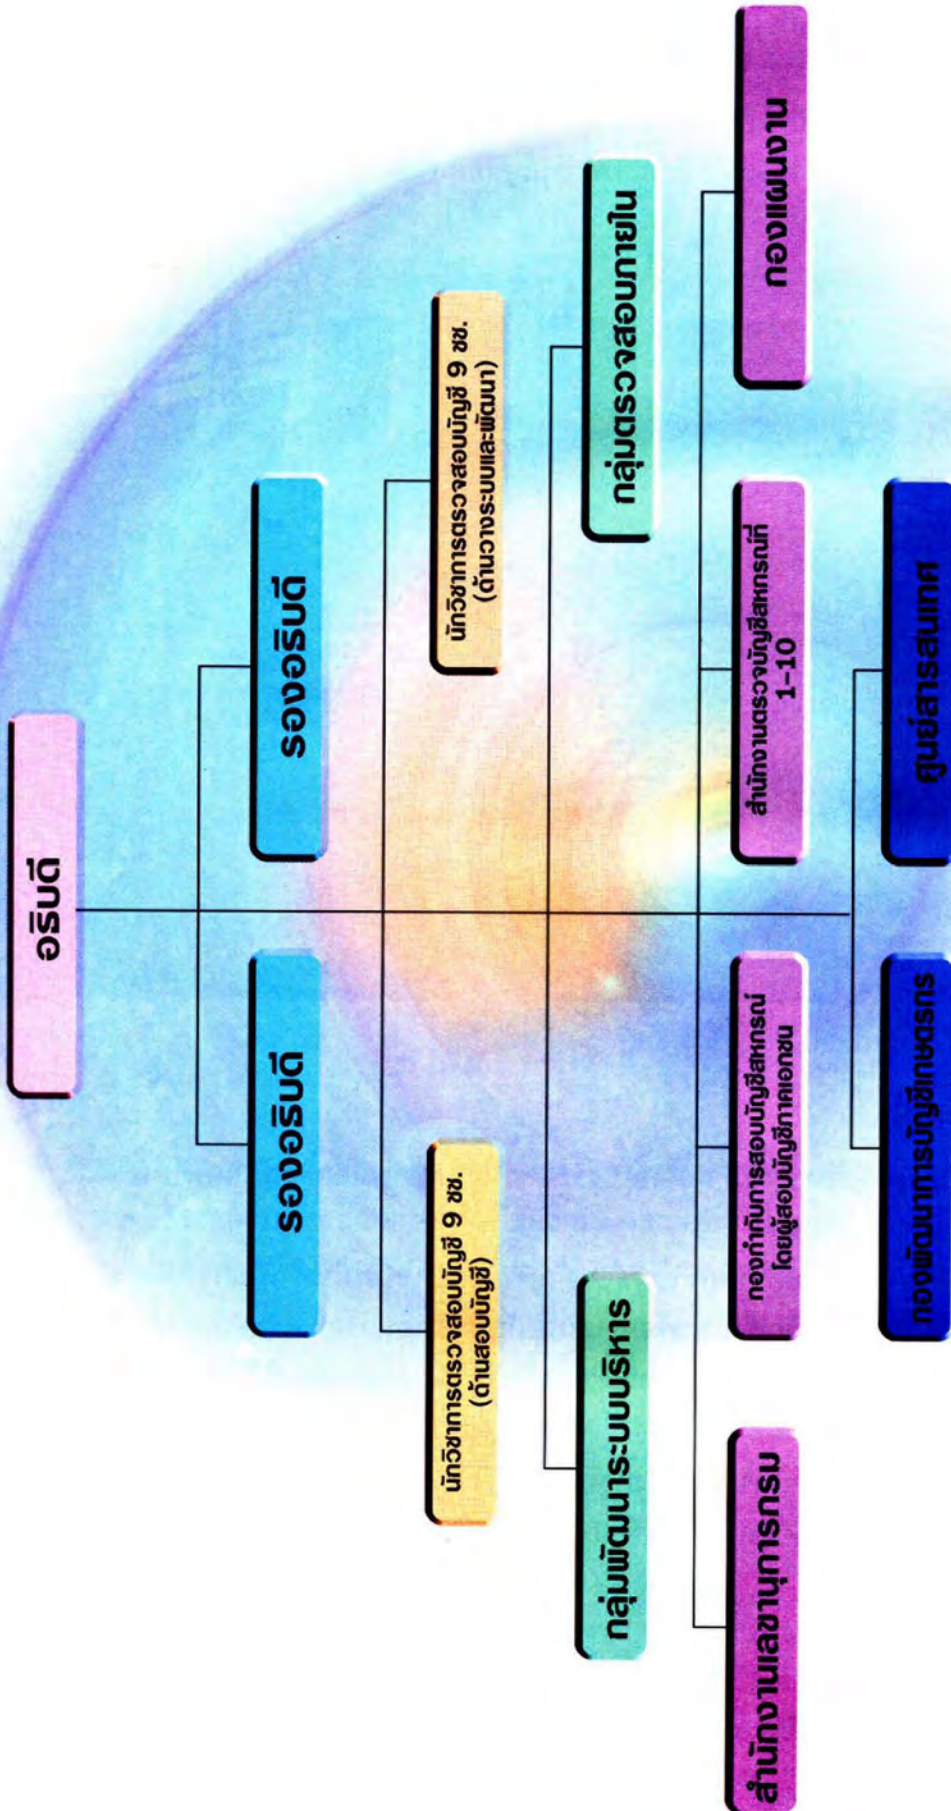 อธิบดี
รองอธิบดี
รองอธิบดี
นักวิชาการตรวจสอบบัญชี 9 ชช.
(ด้านสอบบัญชี)
นักวิชาการตรวจสอบบัญชี 9 ชช.
(ด้านวางระบบและพัฒนา)
กลุ่มพัฒนาระบบบริหาร
กลุ่มตรวจสอบภายใน
สำนักงานเลขานุการกรม
กองกำกับการสอบบัญชีสหกรณ์
โดยผู้สอบบัญชีภาคเอกชน
สำนักงานตรวจบัญชีสหกรณ์ที่
1-10
กองแผนงาน
กองพัฒนาการบัญชีเกษตรกร
ศูนย์สารสนเทศ